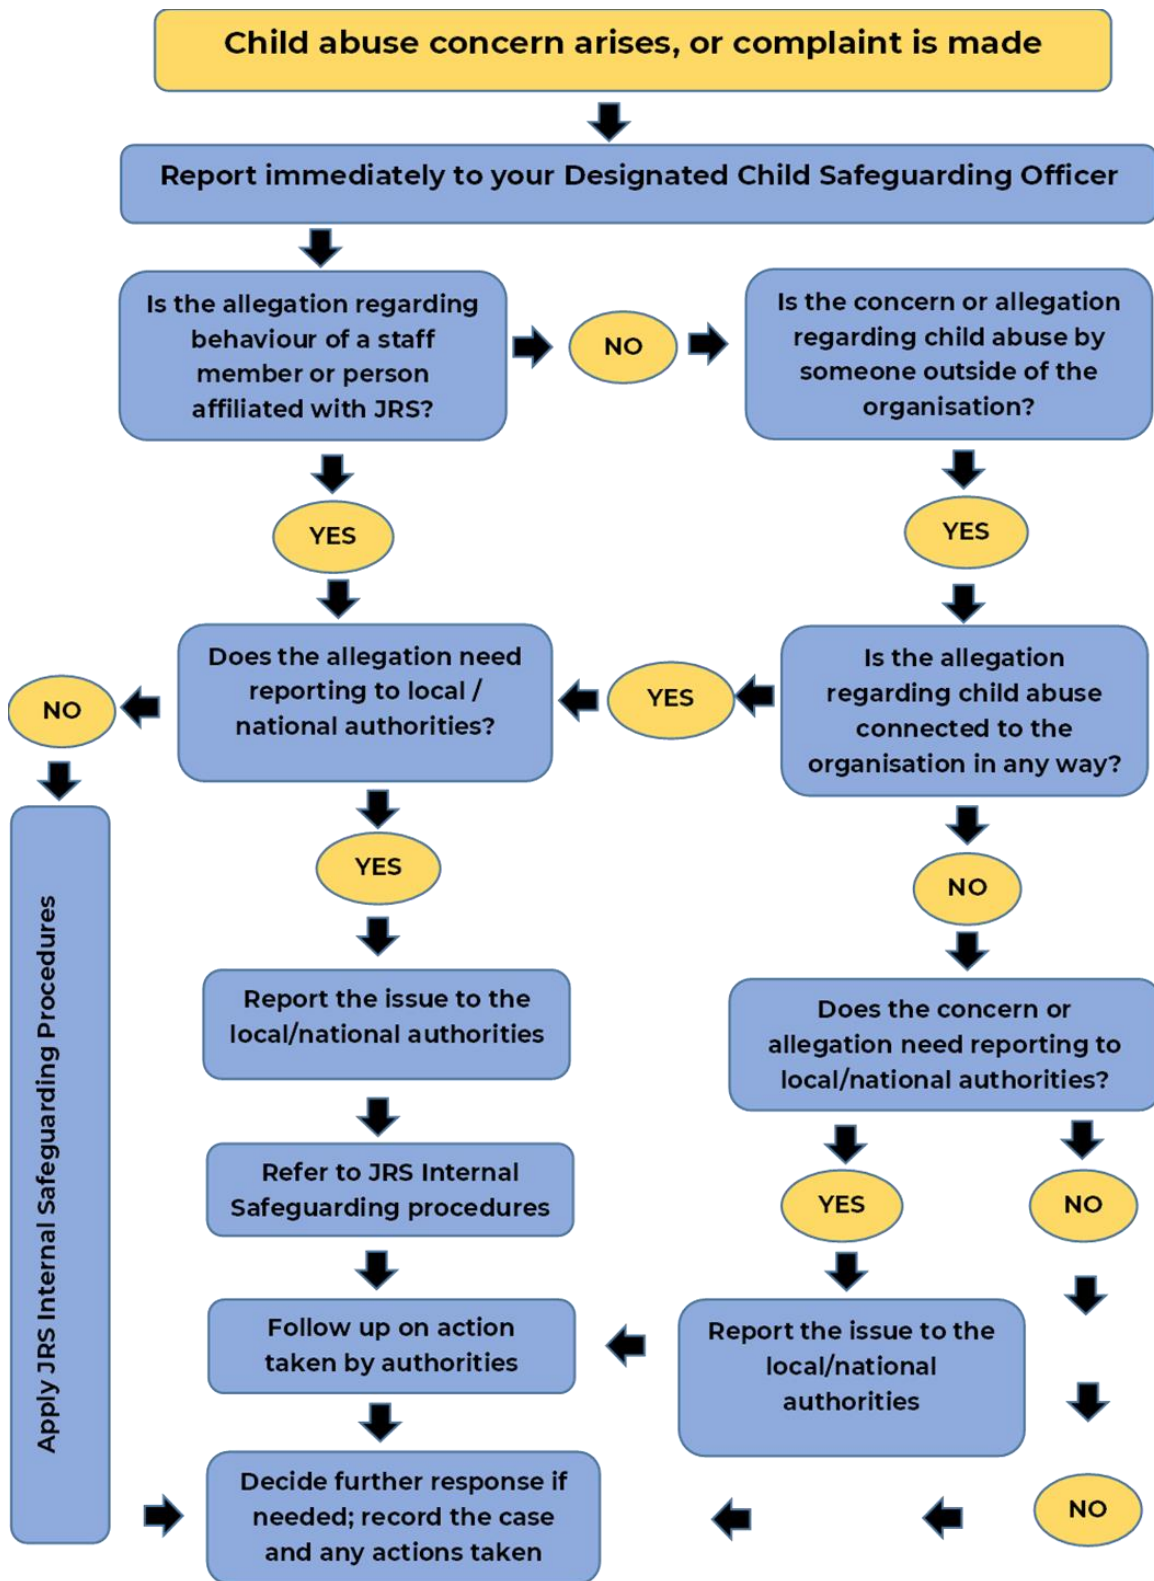 Child abuse concern arises, or complaint is made
Report immediately to your Designated Child Safeguarding Officer
Is the allegation regarding
behaviour of a staff
member or person
affiliated with JRS?
NO
Is the concern or allegation
regarding child abuse by
someone outside of the
organisation?
YES
YES
Does the allegation need
reporting to local /
national authorities?
NO
YES
Is the allegation
regarding child abuse
connected to the
organisation in any way?
YES
NO
Apply JRS Internal Safeguarding Procedures
Report the issue to the
local/national authorities
Does the concern or
allegation need reporting to
local/national authorities?
Refer to JRS Internal
Safeguarding procedures
YES
NO
Follow up on action
taken by authorities
Report the issue to the
local/national
authorities
Decide further response if
needed; record the case
and any actions taken
NO